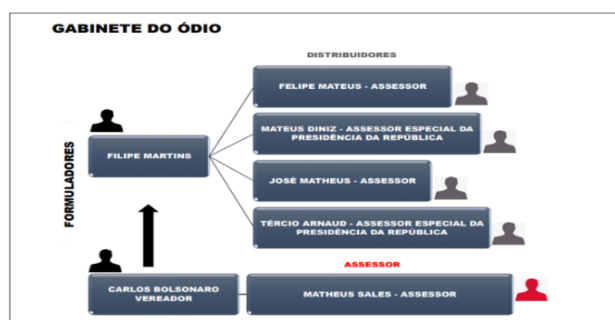 GABINETE DO ÓDIO
DISTRIBUIDORES
FELIPE MATEUS - ASSESSOR
MATEUS DINIZ - ASSESSOR ESPECIAL DA
PRESIDÊNCIA DA REPÚBLICA
FORMULADORES
FILIPE MARTINS
JOSÉ MATHEUS - ASSESSOR
TÉRCIO ARNAUD - ASSESSOR ESPECIAL DA
PRESIDÊNCIA DA REPÚBLICA
ASSESSOR
CARLOS BOLSONARO
VEREADOR
MATHEUS SALES - ASSESSOR